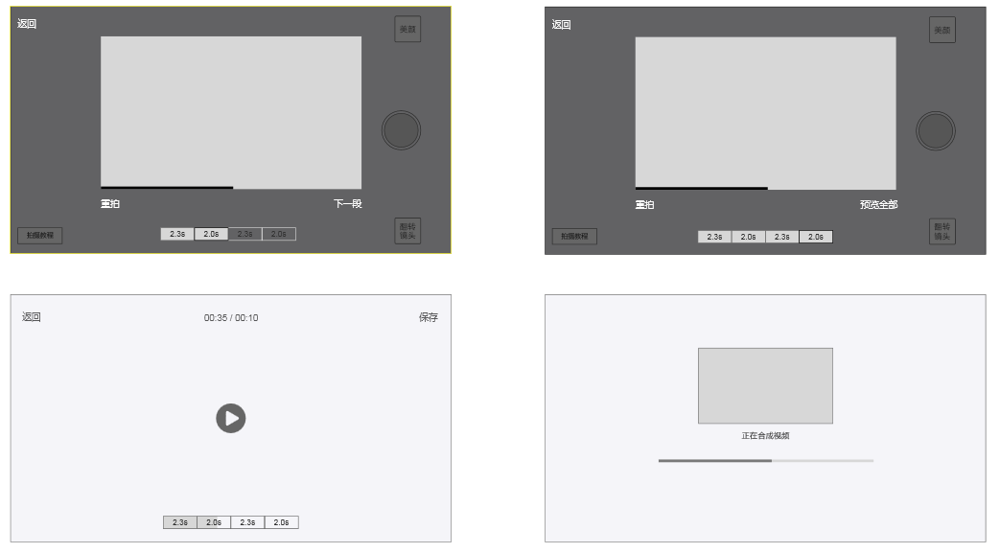 返回
美颜
重拍
下一段
拍摄教程
2.3s
2.0s
2.3s
2.0s
翻转
镜头
返回
美颜
重拍
预览全部
拍摄教程
2.3s
2.0s
2.3s
2.0s
翻转
镜头
返回
00:35 / 00:10
保存
2.3s
2.0s
2.3s
2.0s
正在合成视频